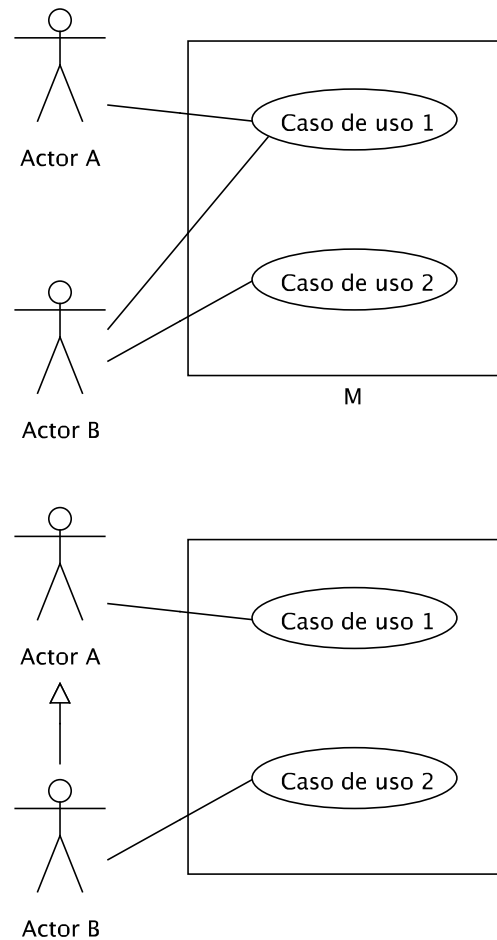 Actor A
Caso de uso 1
Caso de uso 2
Actor B
M
Actor A
Caso de uso 1
Caso de uso 2
Actor B